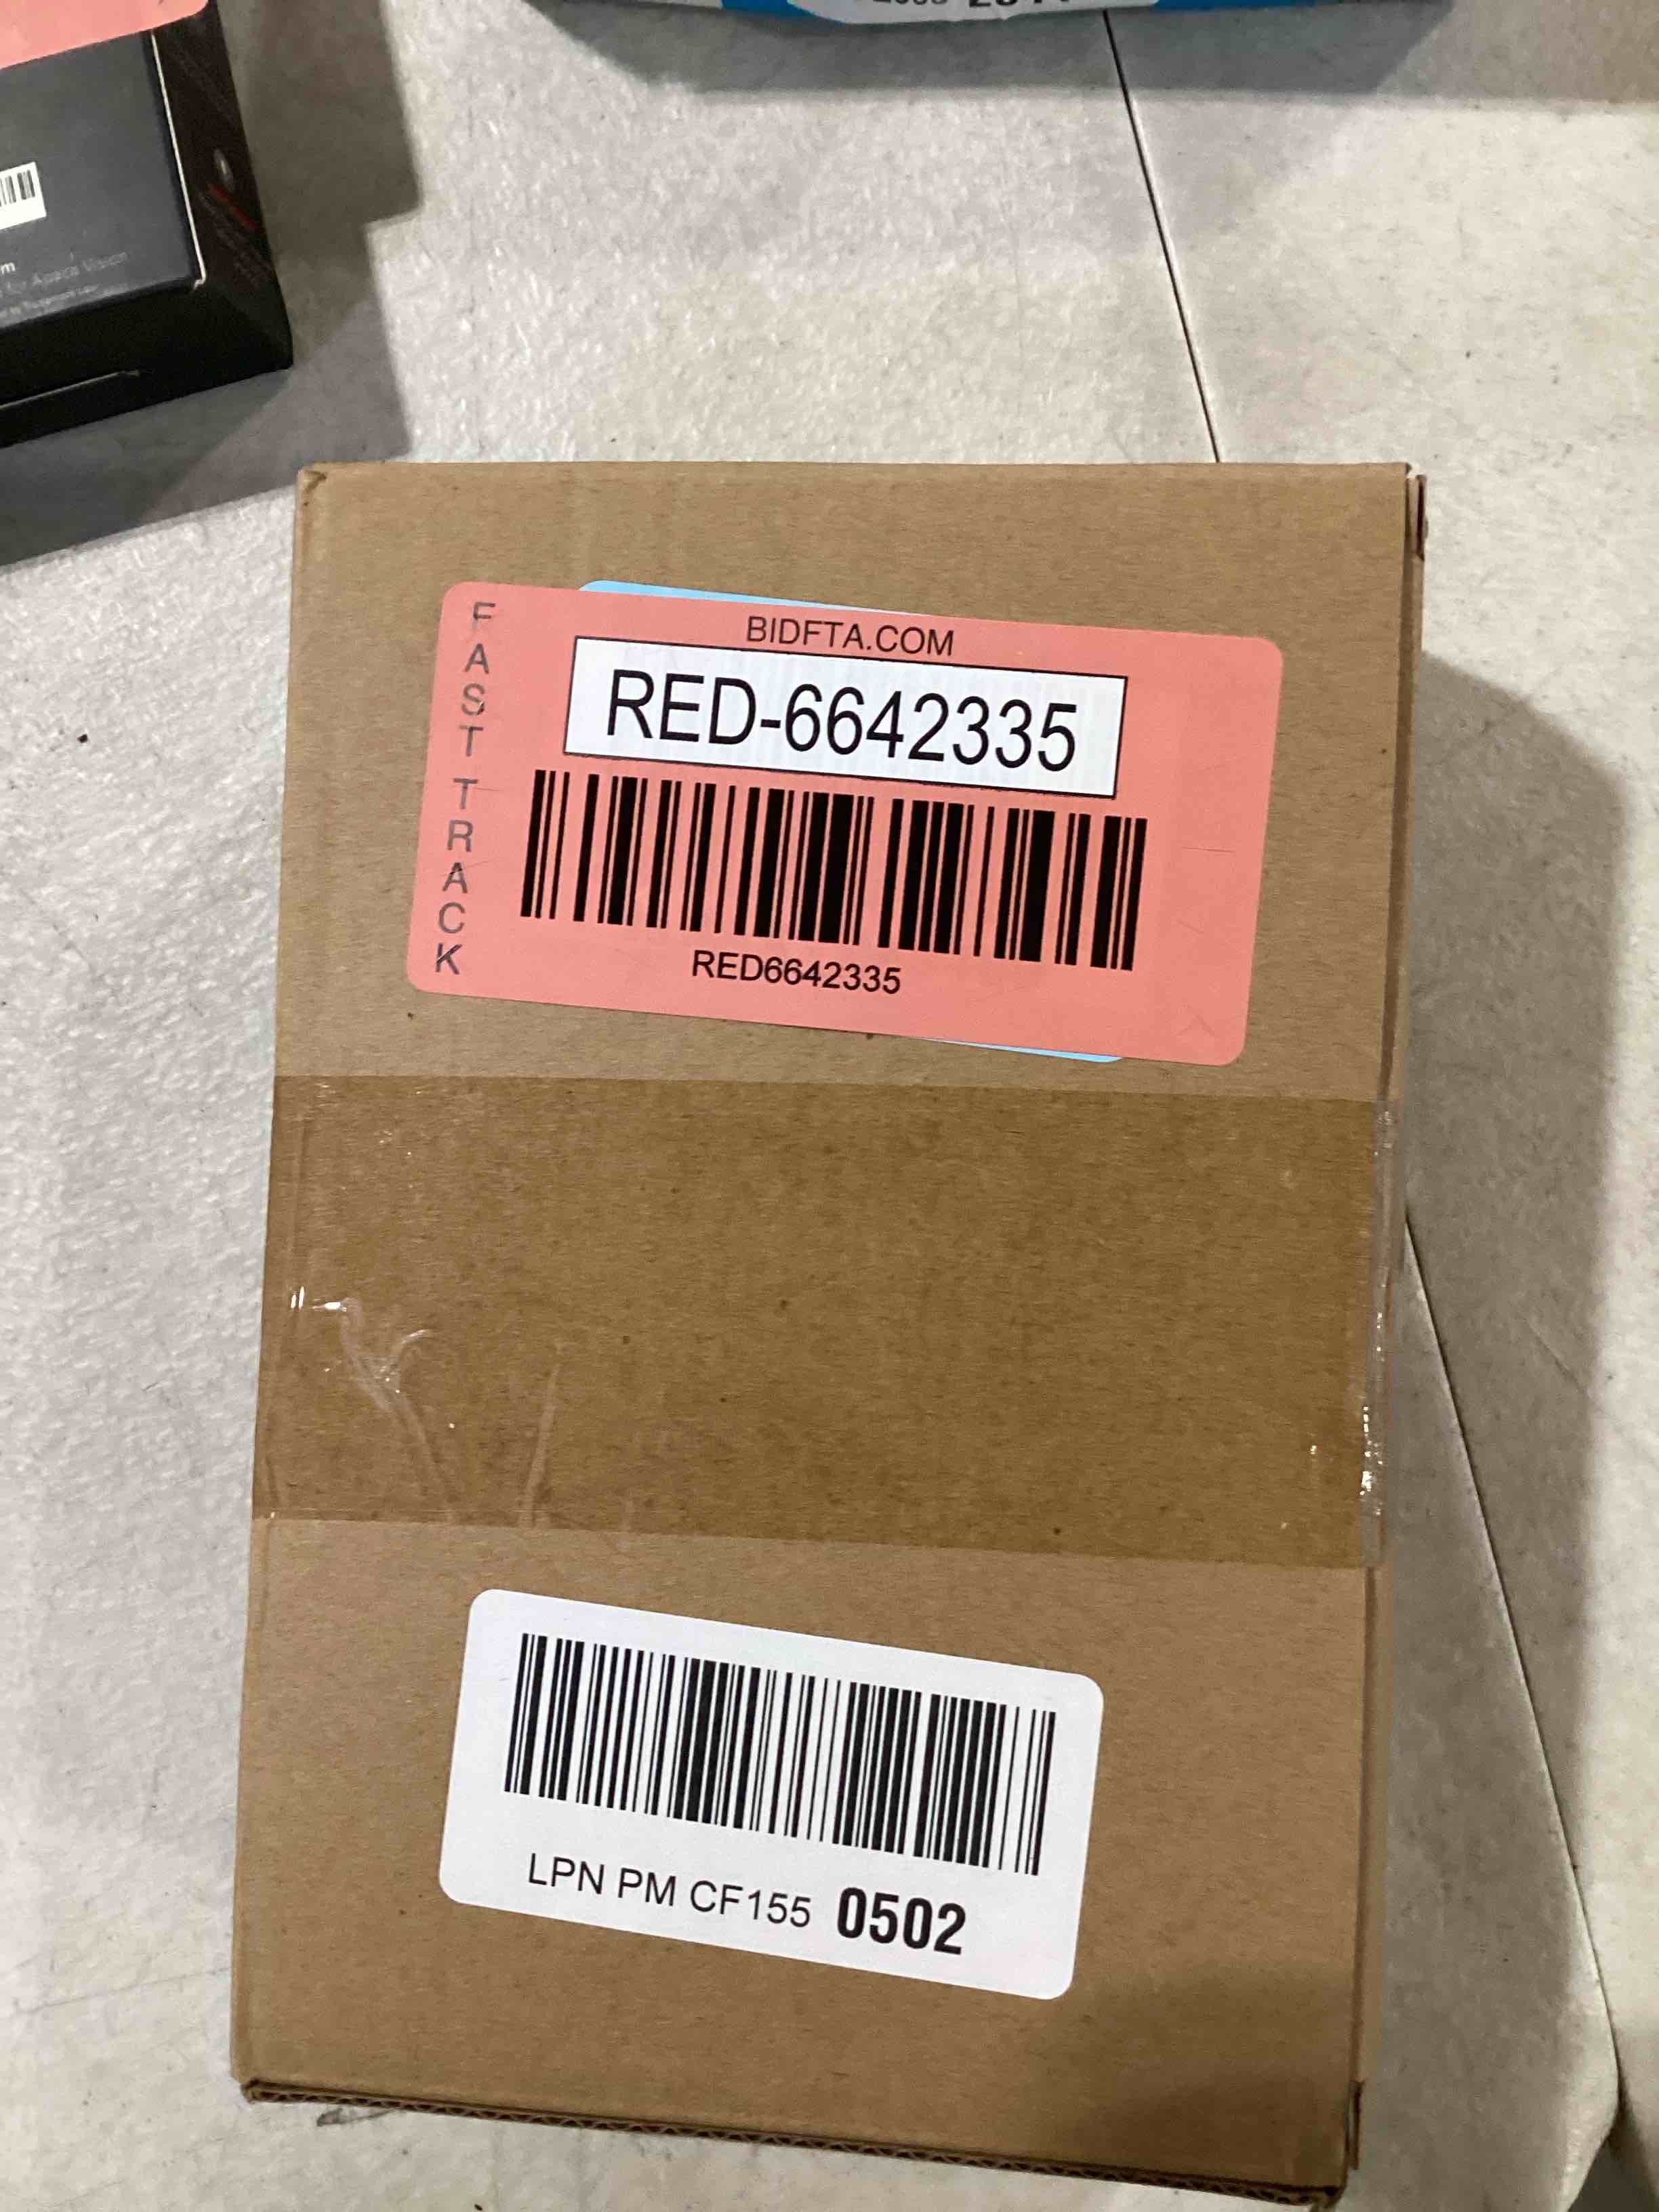 BIDFTA.COM
FAST TRACK
RED-6642335
RED6642335
LPN PM CF155 0502